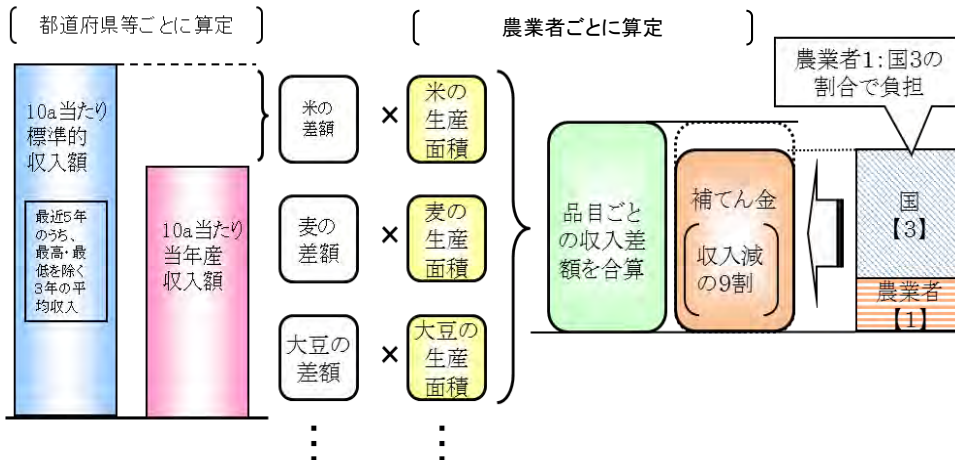 都道府県等ごとに算定
農業者ごとに算定
農業者1:国3の
割合で負担
10a当たり
標準的
収入額
最近5年
のうち、
最高・最
低を除く
3年の平
均収入
10a当たり
当年産
収入額
米の
差額
×
米の
生産
面積
麦の
差額
×
麦の
生産
面積
大豆の
差額
×
大豆の
生産
面積
品目ごと
の収入差
額を合算
補てん金
収入減
の9割
国
【3】
農業者
【1】